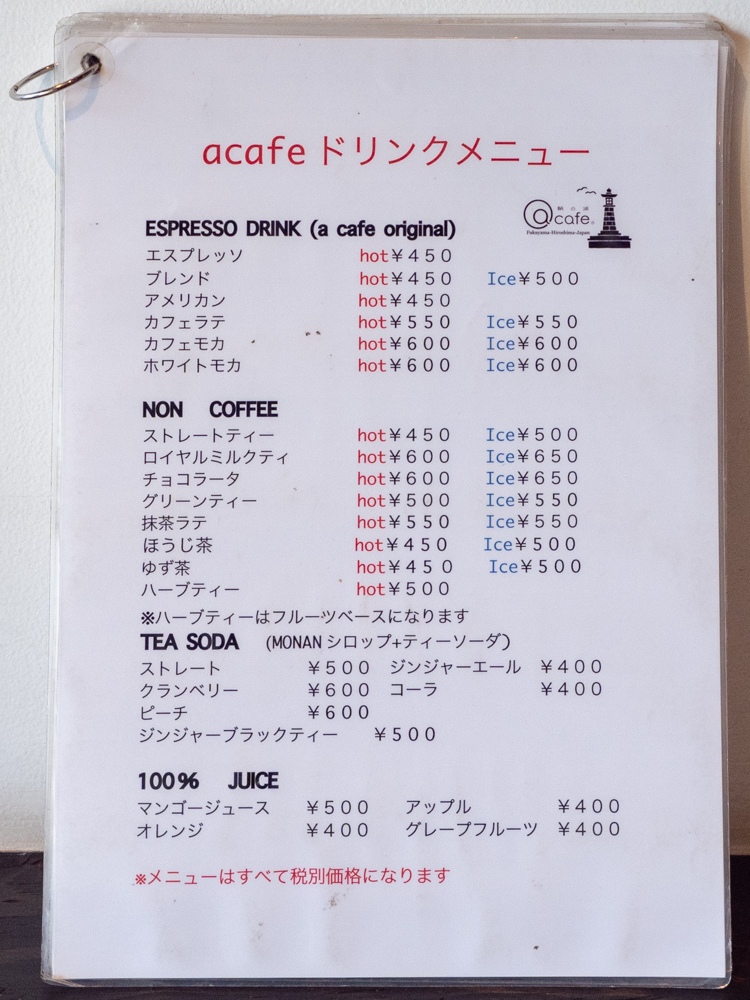 acafeドリンクメニュー
鞆の浦
@cafe.
Fukuyama-Hiroshima-Japan
ESPRESSO DRINK (a cafe original)
エスプレッソ hot¥450
ブレンド hot¥450 Ice¥500
アメリカン hot¥450
カフェラテ hot¥550 Ice¥550
カフェモカ hot¥600 Ice¥600
ホワイトモカ hot¥600 Ice¥600
NON COFFEE
ストレートティー hot¥450 Ice¥500
ロイヤルミルクティ hot¥600 Ice¥650
チョコラータ hot¥600 Ice¥650
グリーンティー hot¥500 Ice¥550
抹茶ラテ hot¥550 Ice¥550
ほうじ茶 hot¥450 Ice¥500
ゆず茶 hot¥450 Ice¥500
ハーブティー hot¥500
※ハーブティーはフルーツベースになります
TEA SODA (MONANシロップ+ティーソーダ)
ストレート ¥500 ジンジャーエール ¥400
クランベリー ¥600 コーラ ¥400
ピーチ ¥600
ジンジャーブラックティー ¥500
100% JUICE
マンゴージュース ¥500 アップル ¥400
オレンジ ¥400 グレープフルーツ ¥400
※メニューはすべて税別価格になります